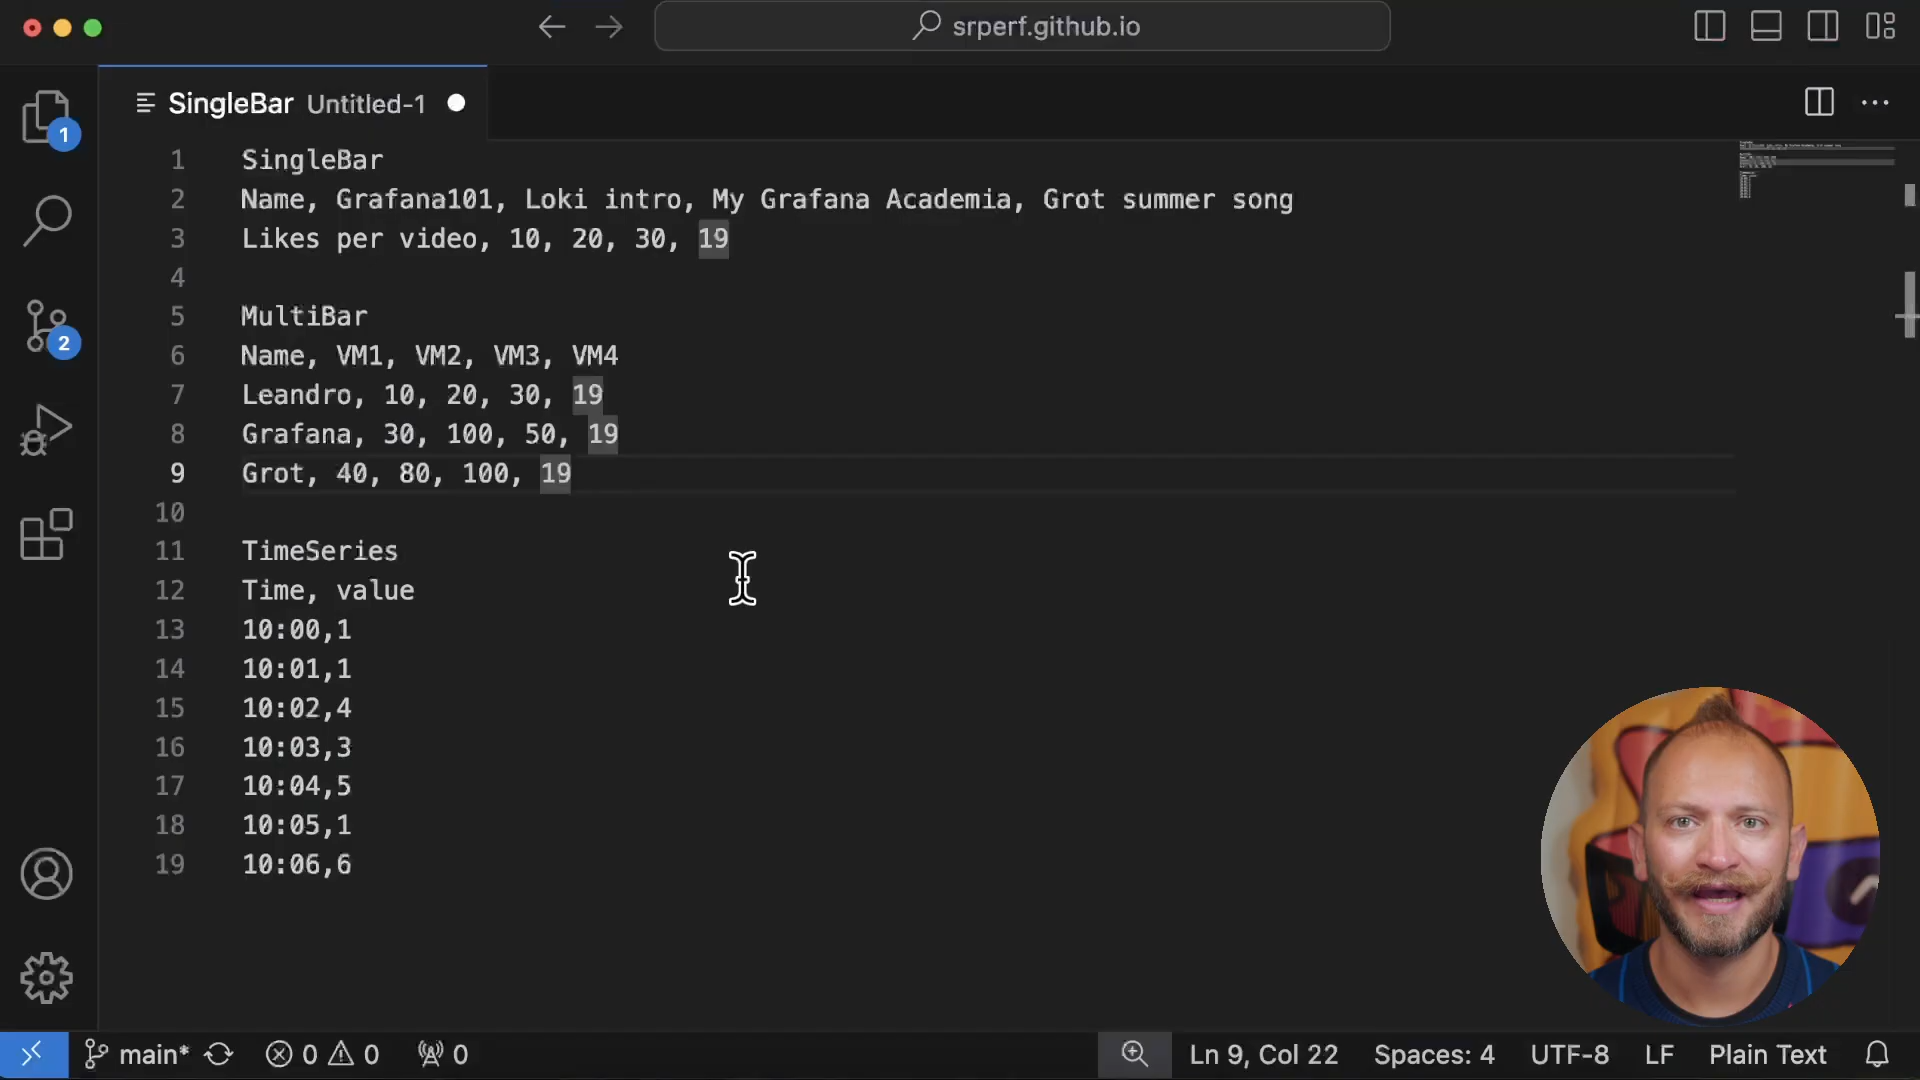 srperf.github.io
SingleBar Untitled-1
1 SingleBar
2 Name, Grafana101, Loki intro, My Grafana Academia, Grot summer song
3 Likes per video, 10, 20, 30, 19
4
5 MultiBar
6 Name, VM1, VM2, VM3, VM4
7 Leandro, 10, 20, 30, 19
8 Grafana, 30, 100, 50, 19
9 Grot, 40, 80, 100, 19
10
11 TimeSeries
12 Time, value
13 10:00,1
14 10:01,1
15 10:02,4
16 10:03,3
17 10:04,5
18 10:05,1
19 10:06,6
1
2
main* 0 0 0 Ln 9, Col 22 Spaces: 4 UTF-8 LF Plain Text